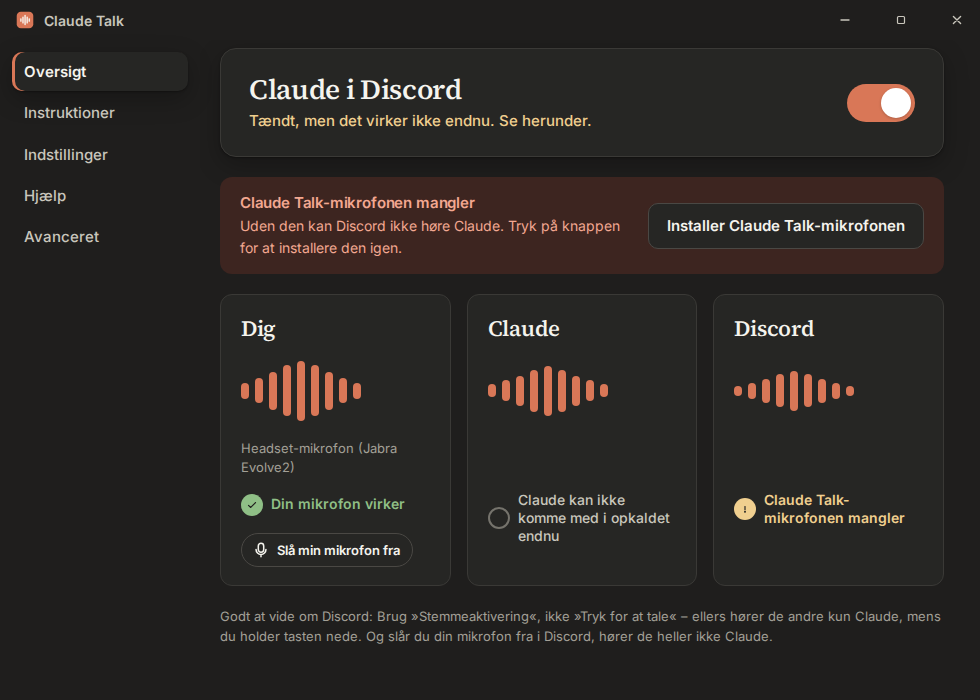 Claude Talk
Oversigt
Instruktioner
Indstillinger
Hjælp
Avanceret
Claude i Discord
Tændt, men det virker ikke endnu. Se herunder.
Claude Talk-mikrofonen mangler
Uden den kan Discord ikke høre Claude. Tryk på knappen
for at installere den igen.
Installer Claude Talk-mikrofonen
Dig
Headset-mikrofon (Jabra
Evolve2)
Din mikrofon virker
Slå min mikrofon fra
Claude
Claude kan ikke
komme med i opkaldet
endnu
Discord
Claude Talk-
mikrofonen mangler
Godt at vide om Discord: Brug »Stemmeaktivering«, ikke »Tryk for at tale« – ellers hører de andre kun Claude, mens
du holder tasten nede. Og slår du din mikrofon fra i Discord, hører de heller ikke Claude.